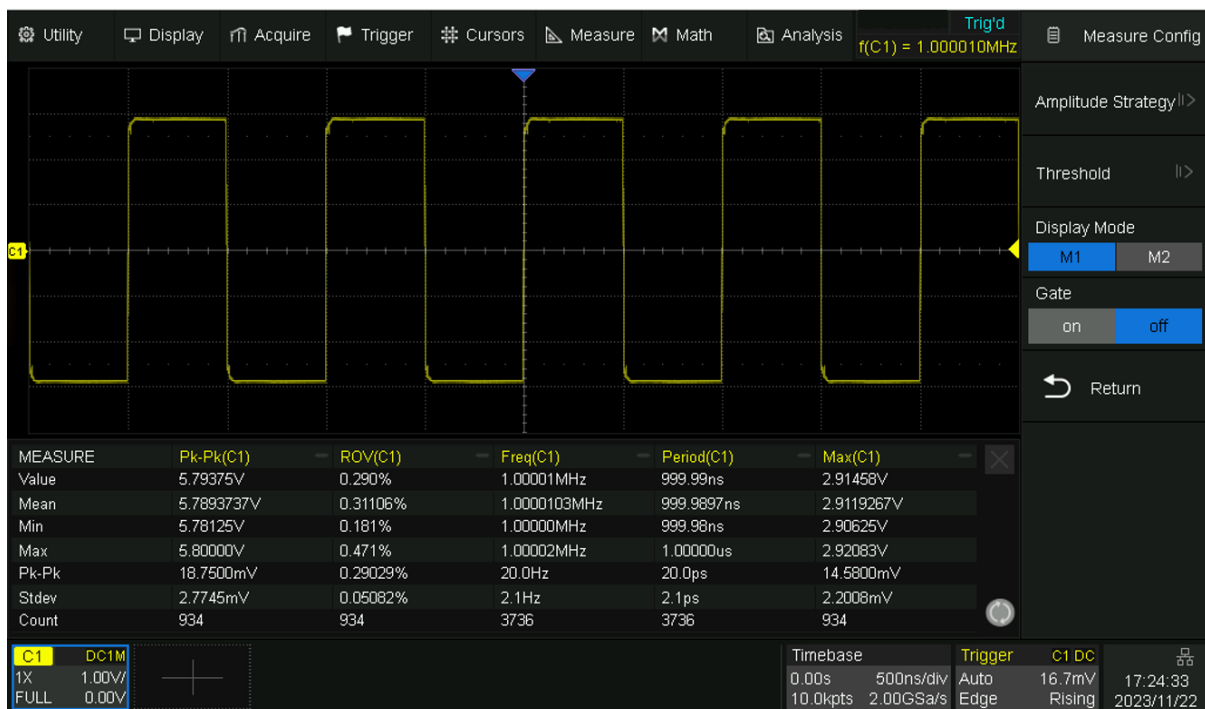 Utility Display Acquire Trigger Cursors Measure Math Analysis Trig'd Measure Config
f(C1) = 1.000010MHz
Amplitude Strategy
Threshold
Display Mode
C1
M1 M2
Gate
on off
Return
MEASURE Pk-Pk(C1) ROV(C1) Freq(C1) Period(C1) Max(C1)
Value 5.79375V 0.290% 1.00001MHz 999.99ns 2.91458V
Mean 5.7893737V 0.31106% 1.0000103MHz 999.9897ns 2.9119267V
Min 5.78125V 0.181% 1.00000MHz 999.98ns 2.90625V
Max 5.80000V 0.471% 1.00002MHz 1.00000us 2.92083V
Pk-Pk 18.7500mV 0.29029% 20.0Hz 20.0ps 14.5800mV
Stdev 2.7745mV 0.05082% 2.1Hz 2.1ps 2.2008mV
Count 934 934 3736 3736 934
C1 DC1M Timebase Trigger C1 DC
1X 1.00V/ 0.00s 500ns/div Auto 16.7mV 17:24:33
FULL 0.00V 10.0kpts 2.00GSa/s Edge Rising 2023/11/22